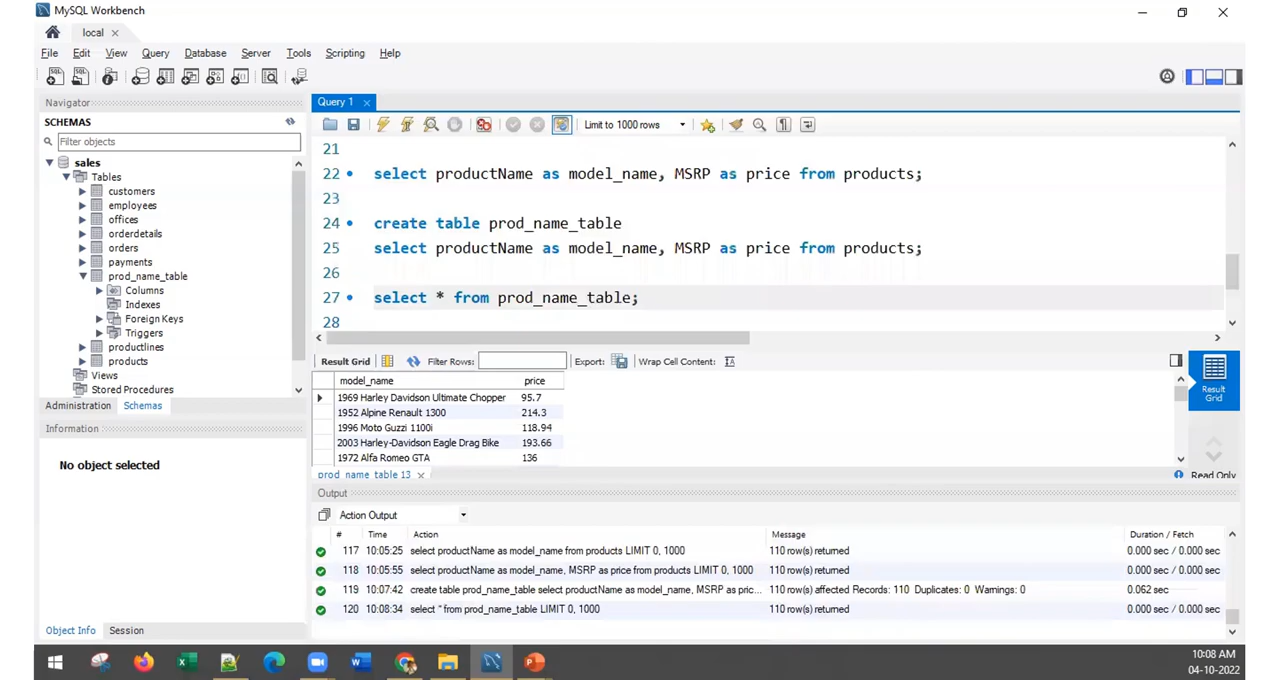 MySQL Workbench
local
File Edit View Query Database Server Tools Scripting Help
Navigator
SCHEMAS
Filter objects
sales
Tables
customers
employees
offices
orderdetails
orders
payments
prod_name_table
Columns
Indexes
Foreign Keys
Triggers
productlines
products
Views
Stored Procedures
Administration Schemas
Information
No object selected
Object Info Session
Query 1
Limit to 1000 rows
21
22 select productName as model_name, MSRP as price from products;
23
24 create table prod_name_table
25 select productName as model_name, MSRP as price from products;
26
27 select * from prod_name_table;
28
Result Grid Filter Rows: Export: Wrap Cell Content:
model_name price
1969 Harley Davidson Ultimate Chopper 95.7
1952 Alpine Renault 1300 214.3
1996 Moto Guzzi 1100i 118.94
2003 Harley-Davidson Eagle Drag Bike 193.66
1972 Alfa Romeo GTA 136
Result
Grid
prod_name_table 13
Read Only
Output
Action Output
# Time Action Message Duration / Fetch
117 10:05:25 select productName as model_name from products LIMIT 0, 1000 110 row(s) returned 0.000 sec / 0.000 sec
118 10:05:55 select productName as model_name, MSRP as price from products LIMIT 0, 1000 110 row(s) returned 0.000 sec / 0.000 sec
119 10:07:42 create table prod_name_table select productName as model_name, MSRP as pric... 110 row(s) affected Records: 110 Duplicates: 0 Warnings: 0 0.062 sec
120 10:08:34 select * from prod_name_table LIMIT 0, 1000 110 row(s) returned 0.000 sec / 0.000 sec
10:08 AM
04-10-2022